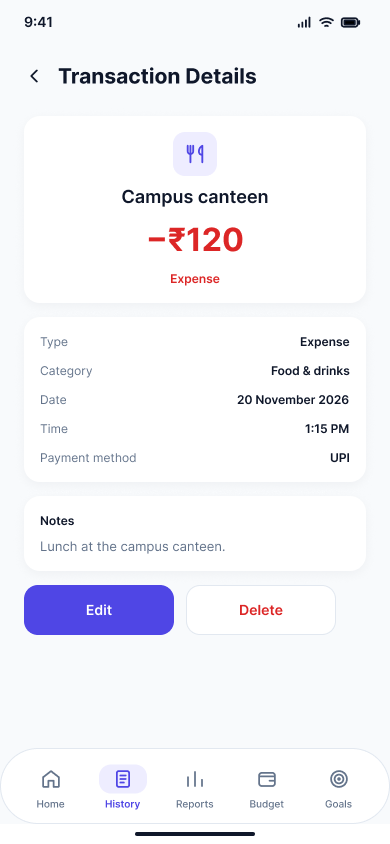 9:41
Transaction Details
Campus canteen
−₹120
Expense
Type Expense
Category Food & drinks
Date 20 November 2026
Time 1:15 PM
Payment method UPI
Notes
Lunch at the campus canteen.
Edit Delete
Home History Reports Budget Goals